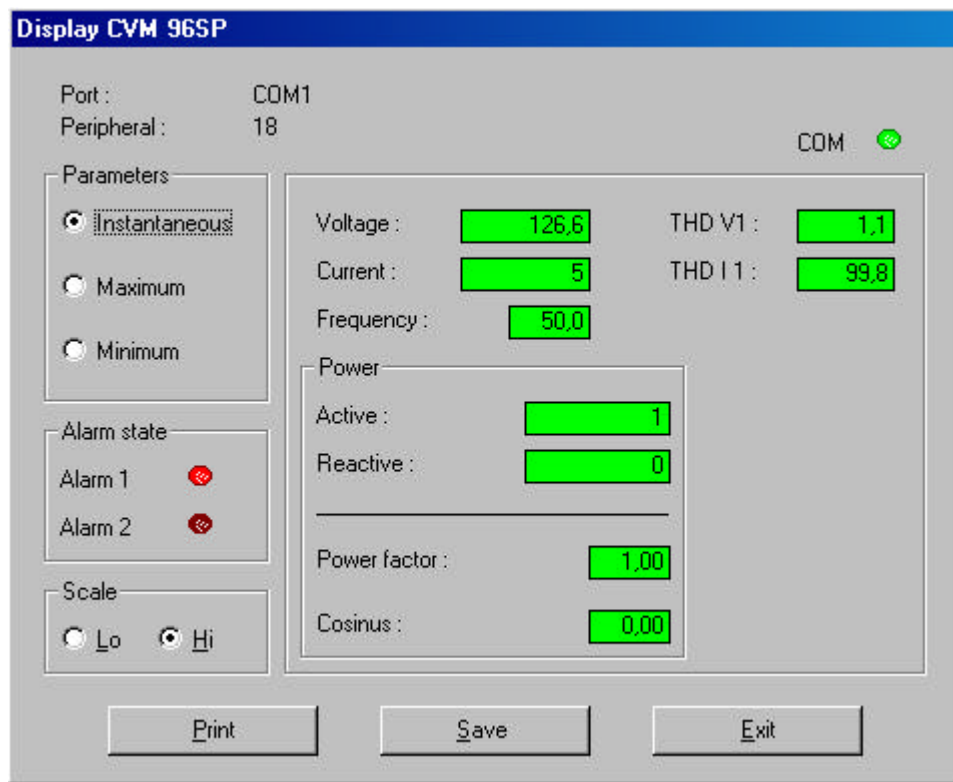 Display CVM 96SP
Port : COM1
Peripheral : 18
COM
Parameters
Instantaneous
Maximum
Minimum
Alarm state
Alarm 1
Alarm 2
Scale
Lo Hi
Voltage : 126,6
Current : 5
Frequency : 50,0
THD V1 : 1,1
THD I 1 : 99,8
Power
Active : 1
Reactive : 0
Power factor : 1,00
Cosinus : 0,00
Print Save Exit